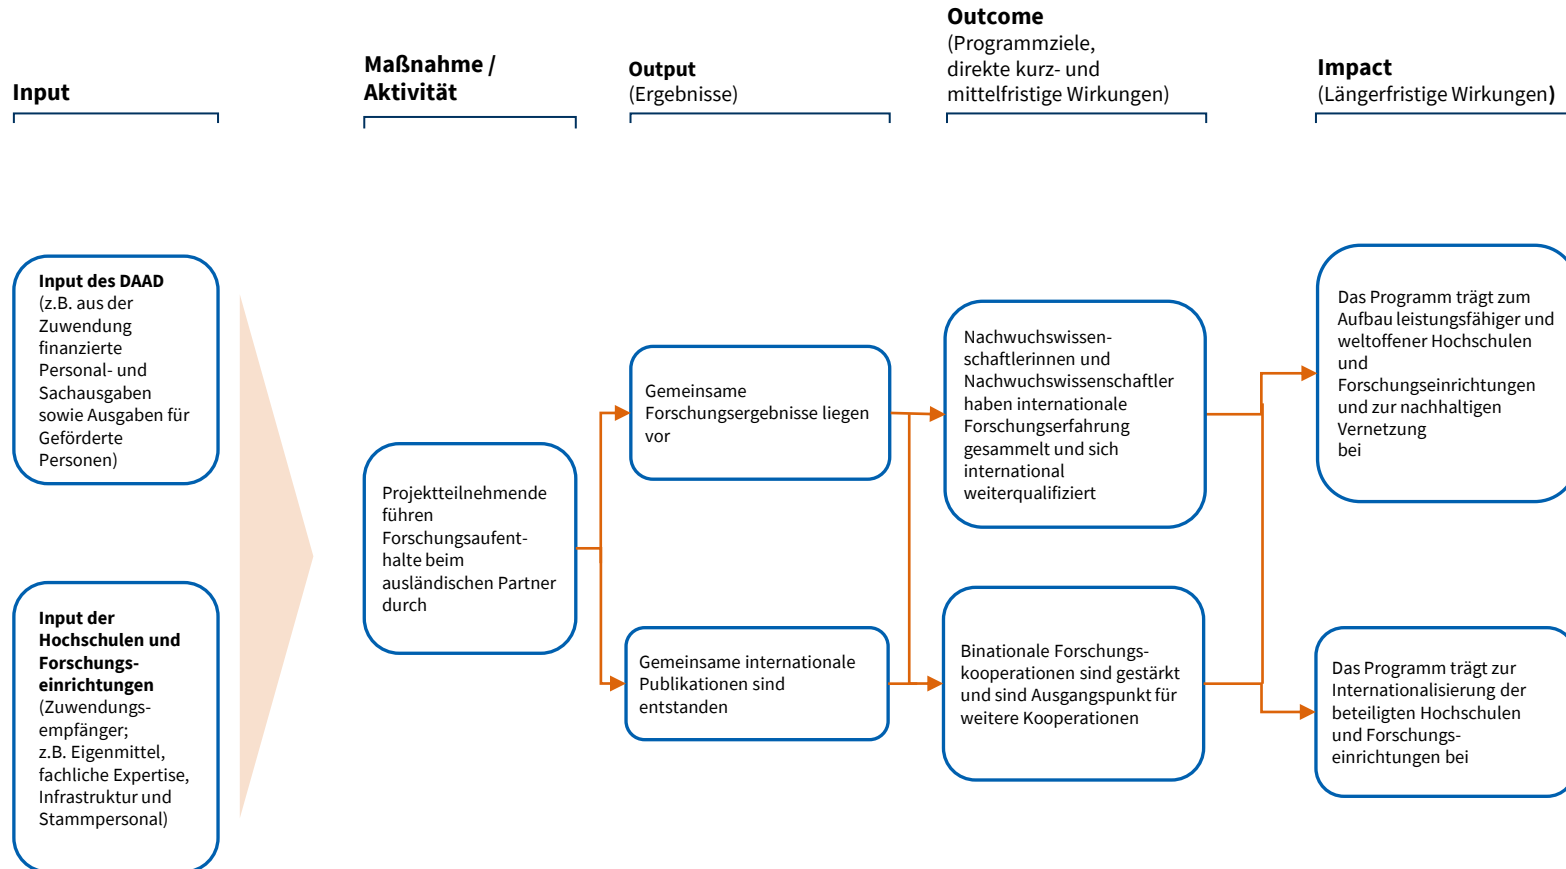 Input
Maßnahme /
Aktivität
Output
(Ergebnisse)
Outcome
(Programmziele,
direkte kurz- und
mittelfristige Wirkungen)
Impact
(Längerfristige Wirkungen)
Input des DAAD
(z.B. aus der
Zuwendung
finanzierte
Personal- und
Sachausgaben
sowie Ausgaben für
Geförderte
Personen)
Input der
Hochschulen und
Forschungs-
einrichtungen
(Zuwendungs-
empfänger;
z.B. Eigenmittel,
fachliche Expertise,
Infrastruktur und
Stammpersonal)
Projektteilnehmende
führen
Forschungsaufent-
halte beim
ausländischen Partner
durch
Gemeinsame
Forschungsergebnisse liegen
vor
Gemeinsame internationale
Publikationen sind
entstanden
Nachwuchswissen-
schaftlerinnen und
Nachwuchswissenschaftler
haben internationale
Forschungserfahrung
gesammelt und sich
international
weiterqualifiziert
Binationale Forschungs-
kooperationen sind gestärkt
und sind Ausgangspunkt für
weitere Kooperationen
Das Programm trägt zum
Aufbau leistungsfähiger und
weltoffener Hochschulen
und
Forschungseinrichtungen
und zur nachhaltigen
Vernetzung
bei
Das Programm trägt zur
Internationalisierung der
beteiligten Hochschulen
und Forschungs-
einrichtungen bei